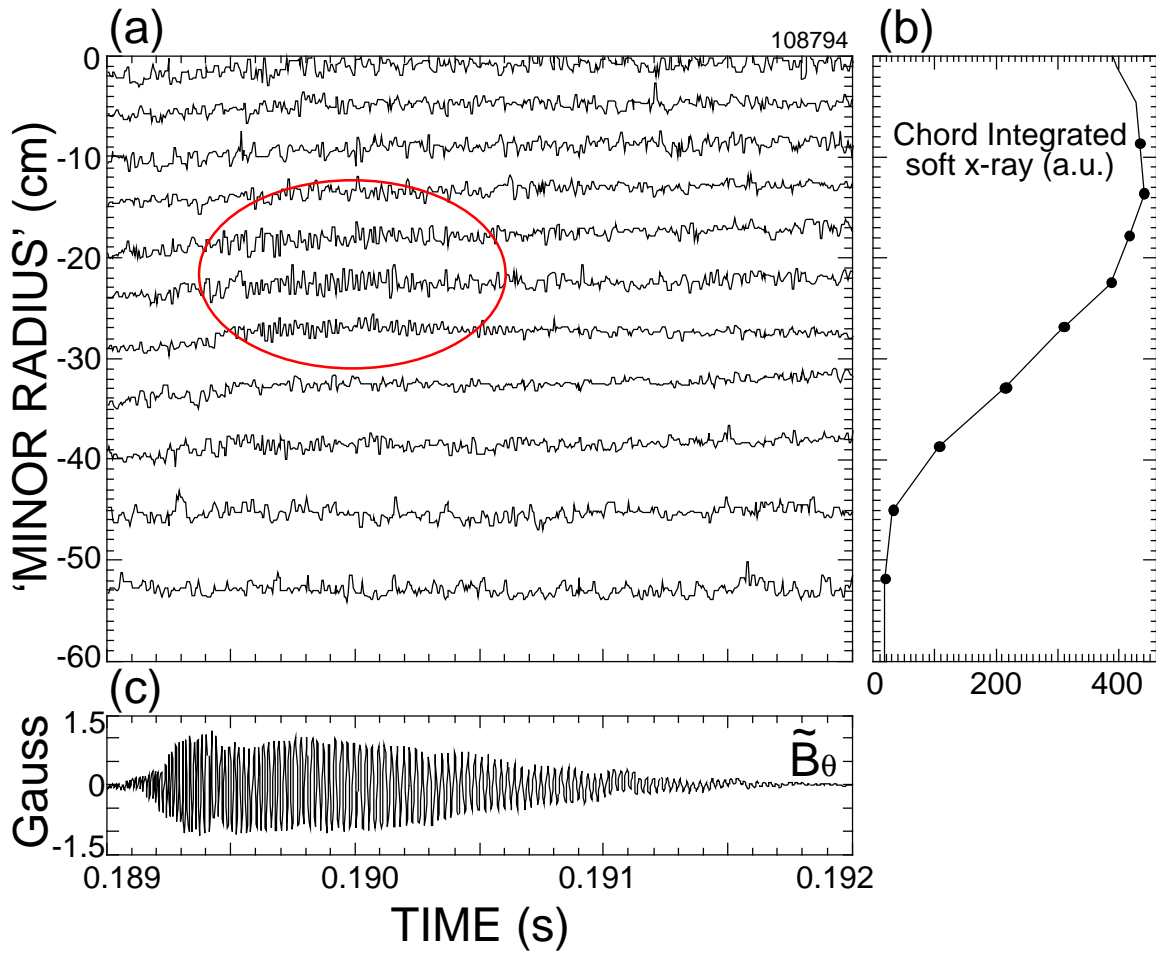 (a)
108794
(b)
0
-10
-20
-30
-40
-50
-60
‘MINOR RADIUS’ (cm)
Chord Integrated
soft x-ray (a.u.)
0 200 400
(c)
1.5
0
-1.5
Gauss
B̃θ
0.189 0.190 0.191 0.192
TIME (s)